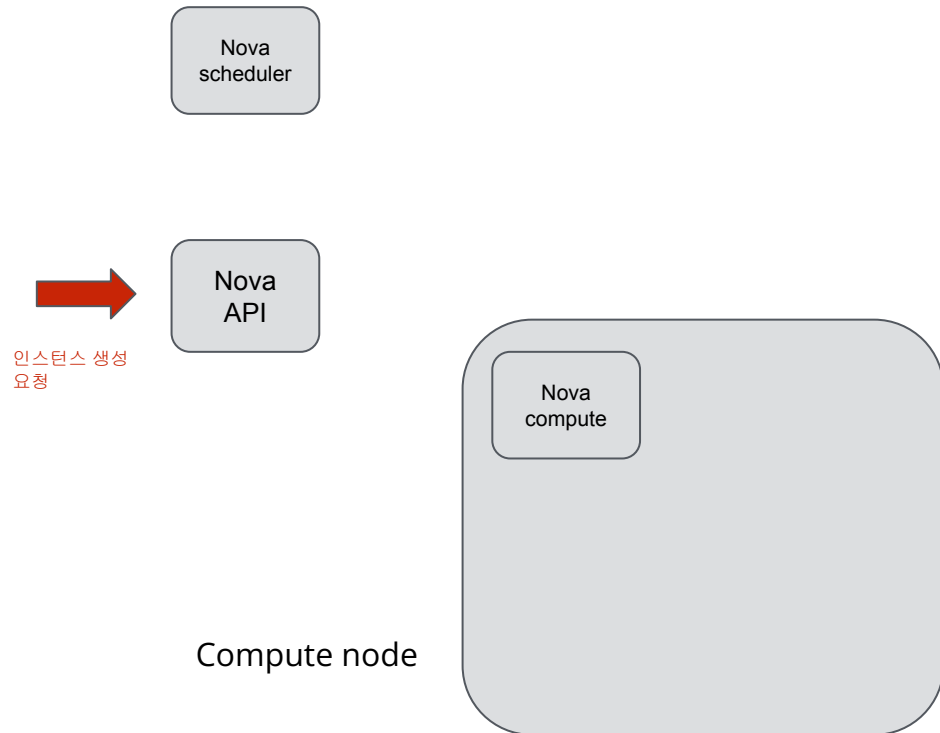 Nova
scheduler
Nova
API
인스턴스 생성
요청
Nova
compute
Compute node